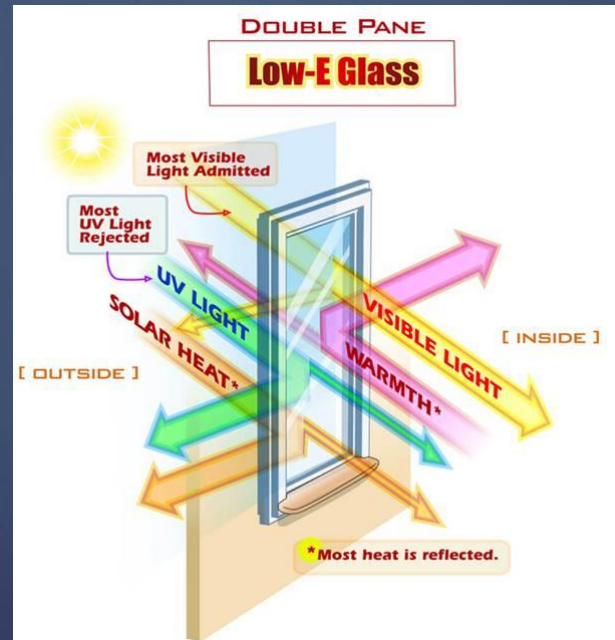 DOUBLE PANE
Low-E Glass
Most Visible
Light Admitted
Most
UV Light
Rejected
UV LIGHT
SOLAR HEAT*
VISIBLE LIGHT
WARMTH*
[ INSIDE ]
[ OUTSIDE ]
*Most heat is reflected.